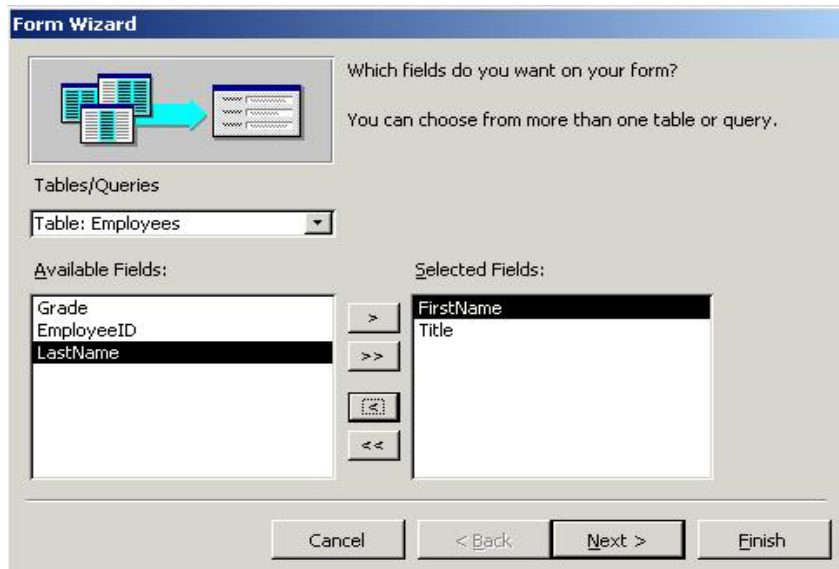 Form Wizard
Which fields do you want on your form?
You can choose from more than one table or query.
Tables/Queries
Table: Employees
Available Fields:
Selected Fields:
Grade
EmployeeID
LastName
>
>>
<
<<
FirstName
Title
Cancel
< Back
Next >
Finish